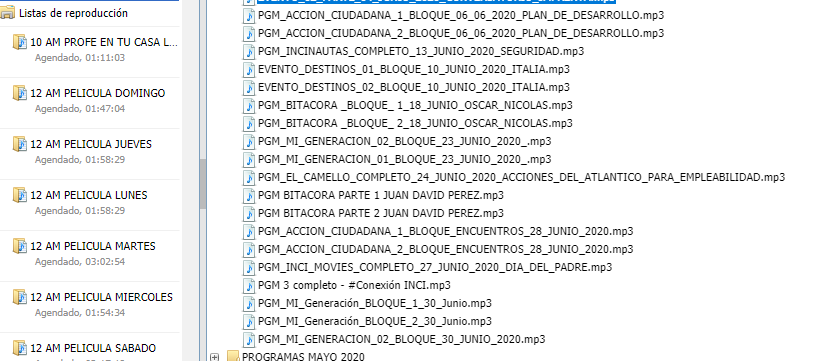 Listas de reproducción
10 AM PROFE EN TU CASA L...
Agendado, 01:11:03
12 AM PELICULA DOMINGO
Agendado, 01:47:04
12 AM PELICULA JUEVES
Agendado, 01:58:29
12 AM PELICULA LUNES
Agendado, 01:58:29
12 AM PELICULA MARTES
Agendado, 03:02:54
12 AM PELICULA MIERCOLES
Agendado, 01:54:34
12 AM PELICULA SABADO
PGM_ACCION_CIUDADANA_1_BLOQUE_06_06_2020_PLAN_DE_DESARROLLO.mp3
PGM_ACCION_CIUDADANA_2_BLOQUE_06_06_2020_PLAN_DE_DESARROLLO.mp3
PGM_INCINAUTAS_COMPLETO_13_JUNIO_2020_SEGURIDAD.mp3
EVENTO_DESTINOS_01_BLOQUE_10_JUNIO_2020_ITALIA.mp3
EVENTO_DESTINOS_02_BLOQUE_10_JUNIO_2020_ITALIA.mp3
PGM_BITACORA _BLOQUE_ 1_18_JUNIO_OSCAR_NICOLAS.mp3
PGM_BITACORA _BLOQUE_ 2_18_JUNIO_OSCAR_NICOLAS.mp3
PGM_MI_GENERACION_02_BLOQUE_23_JUNIO_2020_.mp3
PGM_MI_GENERACION_01_BLOQUE_23_JUNIO_2020_.mp3
PGM_EL_CAMELLO_COMPLETO_24_JUNIO_2020_ACCIONES_DEL_ATLANTICO_PARA_EMPLEABILIDAD.mp3
PGM BITACORA PARTE 1 JUAN DAVID PEREZ.mp3
PGM BITACORA PARTE 2 JUAN DAVID PEREZ.mp3
PGM_ACCION_CIUDADANA_1_BLOQUE_ENCUENTROS_28_JUNIO_2020.mp3
PGM_ACCION_CIUDADANA_2_BLOQUE_ENCUENTROS_28_JUNIO_2020.mp3
PGM_INCI_MOVIES_COMPLETO_27_JUNIO_2020_DIA_DEL_PADRE.mp3
PGM 3 completo - #Conexión INCI.mp3
PGM_MI_Generación_BLOQUE_1_30_Junio.mp3
PGM_MI_Generación_BLOQUE_2_30_Junio.mp3
PGM_MI_GENERACION_02_BLOQUE_30_JUNIO_2020.mp3
PROGRAMAS MAYO 2020